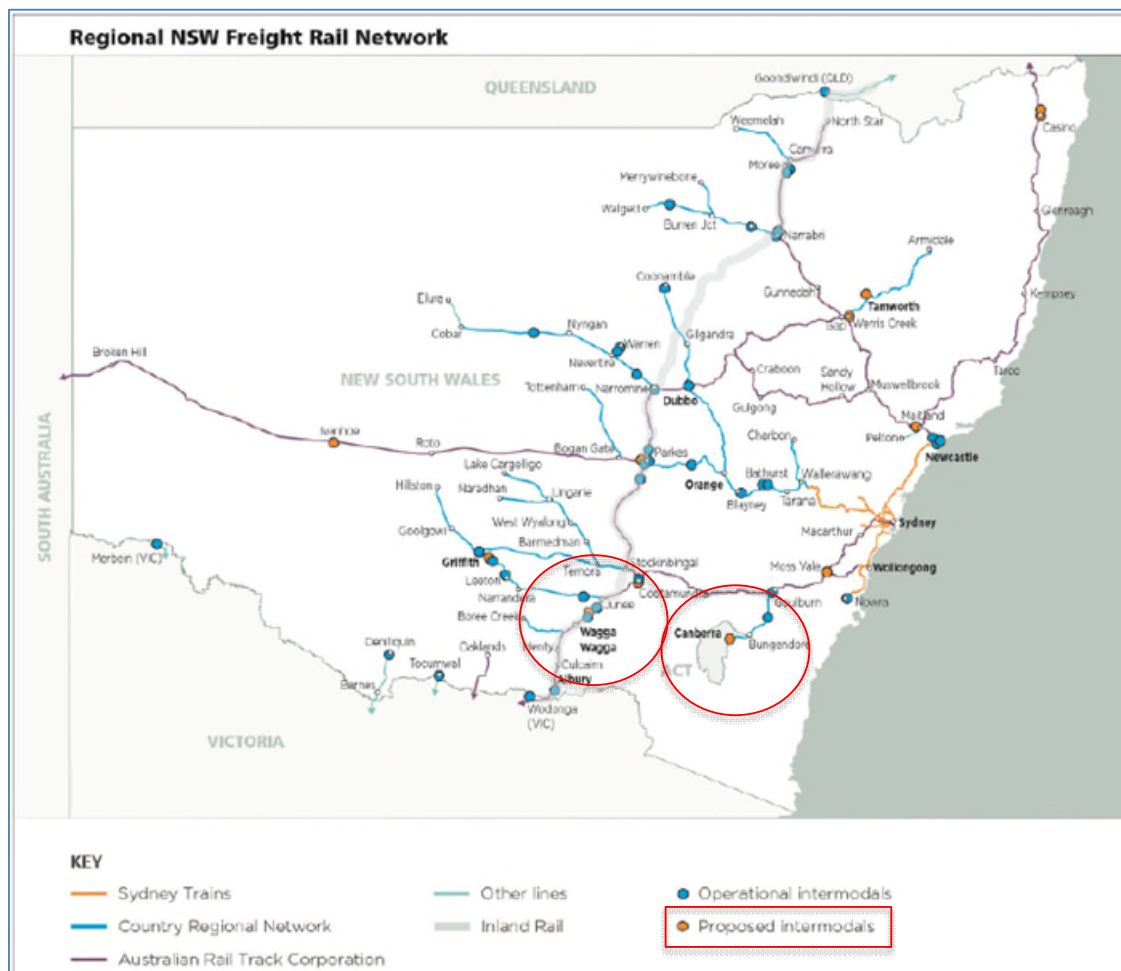 Regional NSW Freight Rail Network
QUEENSLAND
Goondiwindi (QLD)
Weemelah
North Star
Camurra
Moree
Casino
Merrywinebone
Walgett
Burren Jct
Narrabri
Glenreagh
Armidale
Coonamble
Gunnedah
Tamworth
Kempsey
Elura
Cobar
Nyngan
Gilgandra
Gap
Werris Creek
Warren
Nevertire
Broken Hill
NEW SOUTH WALES
Craboon
Sandy
Hollow
Muswellbrook
Taree
Tottenham
Narromine
Dubbo
Gulgong
Maitland
Ivanhoe
Roto
Bogan Gate
Parkes
Charbon
Pelton
Newcastle
Lake Cargelligo
Orange
Bathurst
Wallerawang
Hillston
Naradhan
Ungarie
Blayney
Tarana
SOUTH AUSTRALIA
Goolgowi
West Wyalong
Macarthur
Sydney
Merbein (VIC)
Barmedman
Griffith
Temora
Stockinbingal
Moss Vale
Wollongong
Leeton
Cootamundra
Goulburn
Narrandera
Junee
Nowra
Boree Creek
Wagga
Wagga
Canberra
Bungendore
Deniliquin
Oaklands
Henty
ACT
Tocumwal
Culcairn
Albury
Barnes
Wodonga
(VIC)
VICTORIA
KEY
Sydney Trains
Other lines
Operational intermodals
Country Regional Network
Inland Rail
Proposed intermodals
Australian Rail Track Corporation